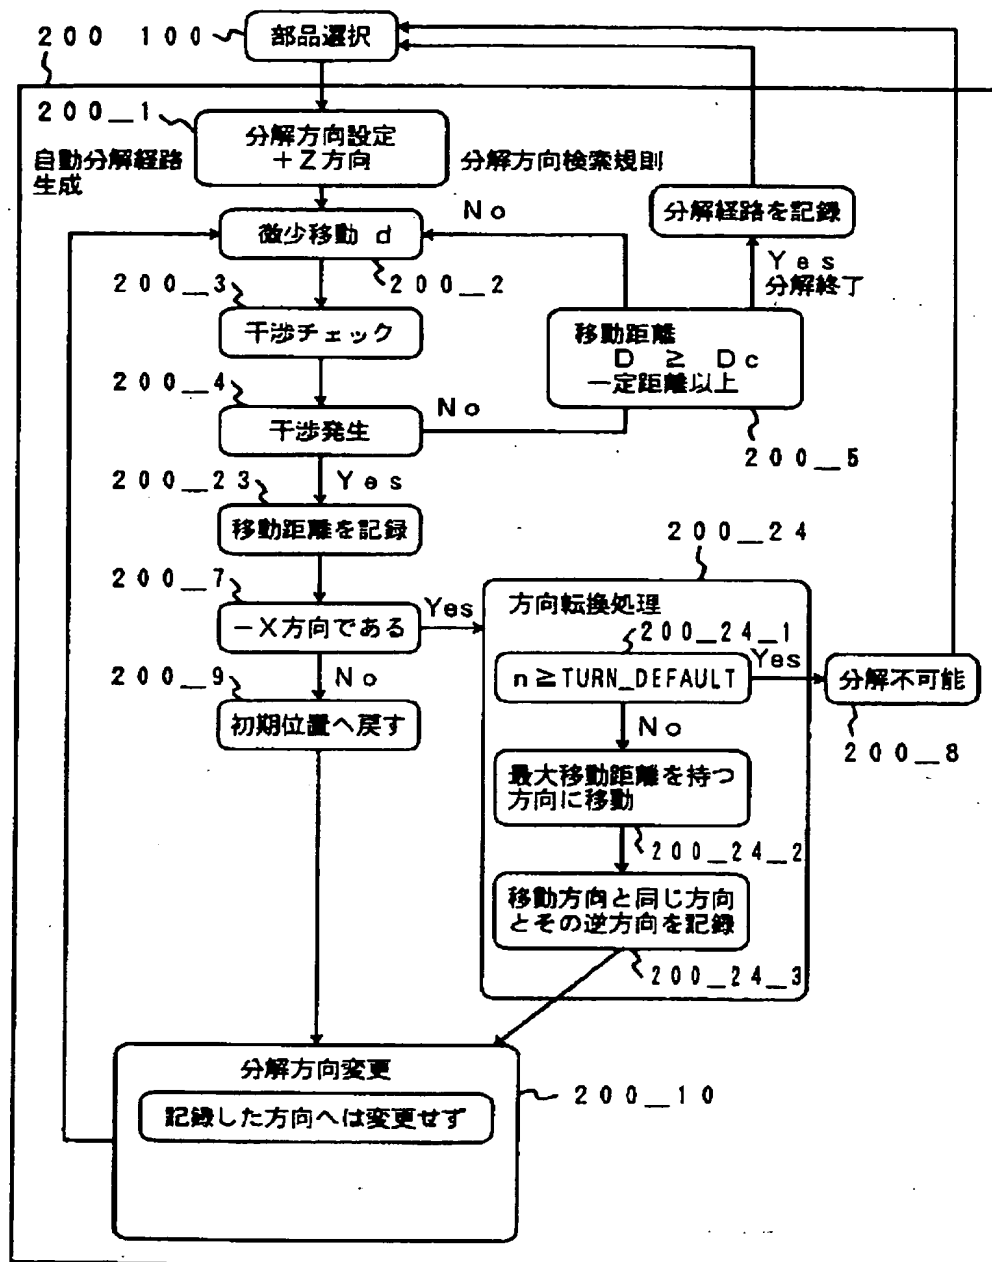 200 100
部品選択
200_1
分解方向設定
+Z方向
自動分解経路
生成
分解方向検索規則
No
分解経路を記録
微少移動 d
200_2
Yes
分解終了
200_3
干渉チェック
移動距離
D ≧ Dc
一定距離以上
200_4
No
干渉発生
200_5
200_23
Yes
移動距離を記録
200_24
200_7
方向転換処理
-X方向である
Yes
200_24_1
n≧TURN_DEFAULT
Yes
分解不可能
200_9
No
初期位置へ戻す
No
200_8
最大移動距離を持つ
方向に移動
200_24_2
移動方向と同じ方向
とその逆方向を記録
200_24_3
分解方向変更
200_10
記録した方向へは変更せず